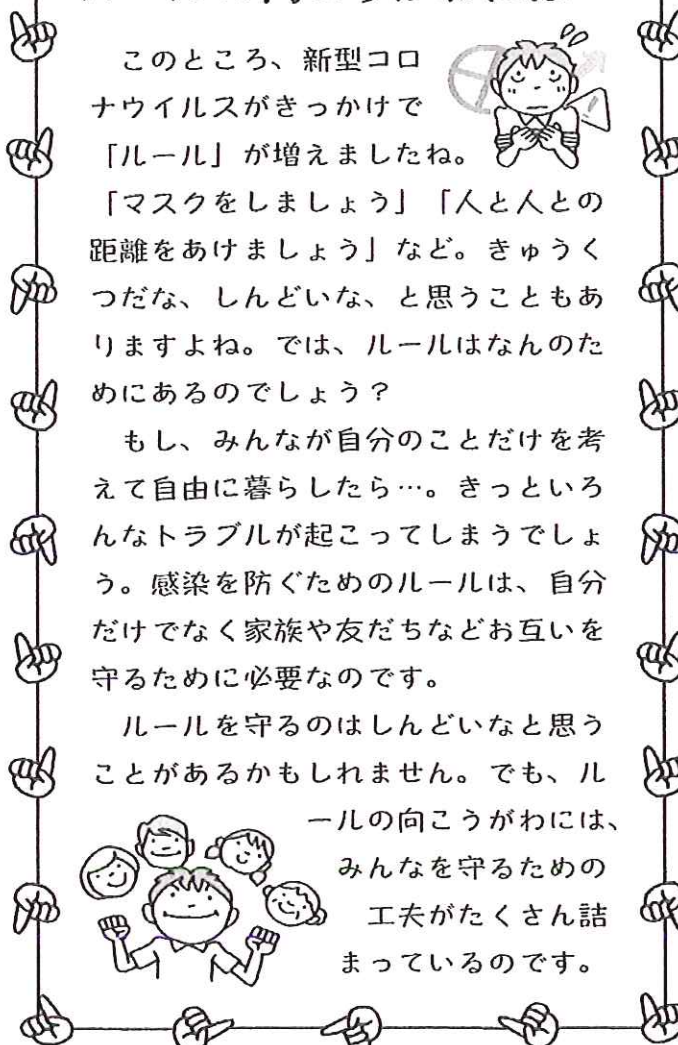 このところ、新型コロ
ナウイルスがきっかけで
「ルール」が増えましたね。
「マスクをしましょう」「人と人との
距離をあけましょう」など。きゅうく
つだな、しんどいな、と思うこともあ
りますよね。では、ルールはなんのた
めにあるのでしょう？
もし、みんなが自分のことだけを考
えて自由に暮らしたら…。きっといろ
んなトラブルが起こってしまうでしょ
う。感染を防ぐためのルールは、自分
だけでなく家族や友だちなどお互いを
守るために必要なのです。
ルールを守るのはしんどいなと思う
ことがあるかもしれません。でも、ル
ールの向こうがわには、
みんなを守るための
工夫がたくさん詰
まっているのです。